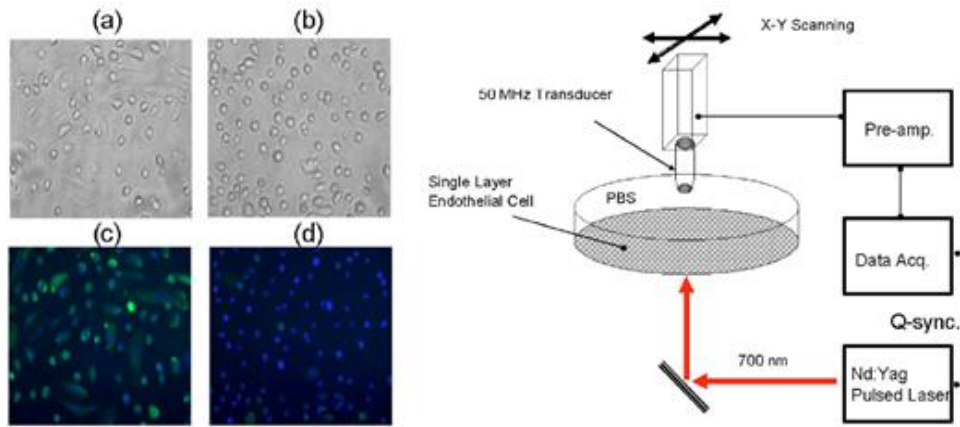 (a)
(b)
(c)
(d)
X-Y Scanning
50 MHz Transducer
Pre-amp.
Single Layer
Endothelial Cell
PBS
Data Acq.
Q-sync.
700 nm
Nd:Yag
Pulsed Laser